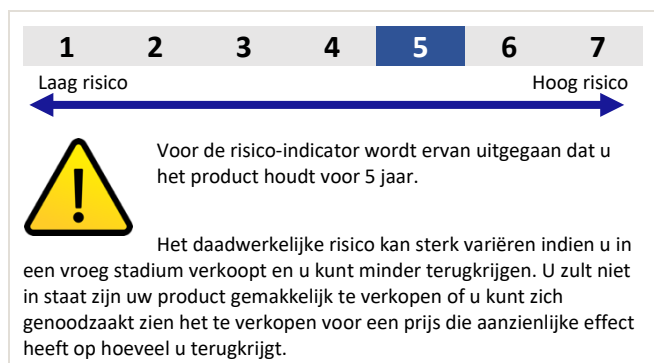 1 2 3 4 5 6 7
Laag risico Hoog risico
Voor de risico-indicator wordt ervan uitgegaan dat u
het product houdt voor 5 jaar.
Het daadwerkelijke risico kan sterk variëren indien u in
een vroeg stadium verkoopt en u kunt minder terugkrijgen. U zult niet
in staat zijn uw product gemakkelijk te verkopen of u kunt zich
genoodzaakt zien het te verkopen voor een prijs die aanzienlijke effect
heeft op hoeveel u terugkrijgt.